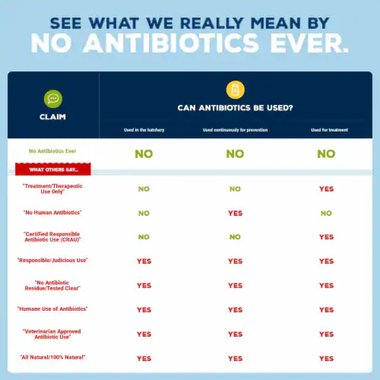 SEE WHAT WE REALLY MEAN BY
NO ANTIBIOTICS EVER.
CLAIM
CAN ANTIBIOTICS BE USED?
Used in the hatchery Used continuously for prevention Used for treatment
No Antibiotics Ever NO NO NO
WHAT OTHERS SAY...
"Treatment/Therapeutic
Use Only" NO NO YES
"No Human Antibiotics" NO YES NO
"Certified Responsible
Antibiotic Use (CRAU)" NO NO YES
"Responsible/Judicious Use" YES YES YES
"No Antibiotic
Residue/Tested Clear" YES YES YES
"Humane Use of Antibiotics" YES YES YES
"Veterinarian Approved
Antibiotic Use" YES YES YES
"All Natural/100% Natural" YES YES YES